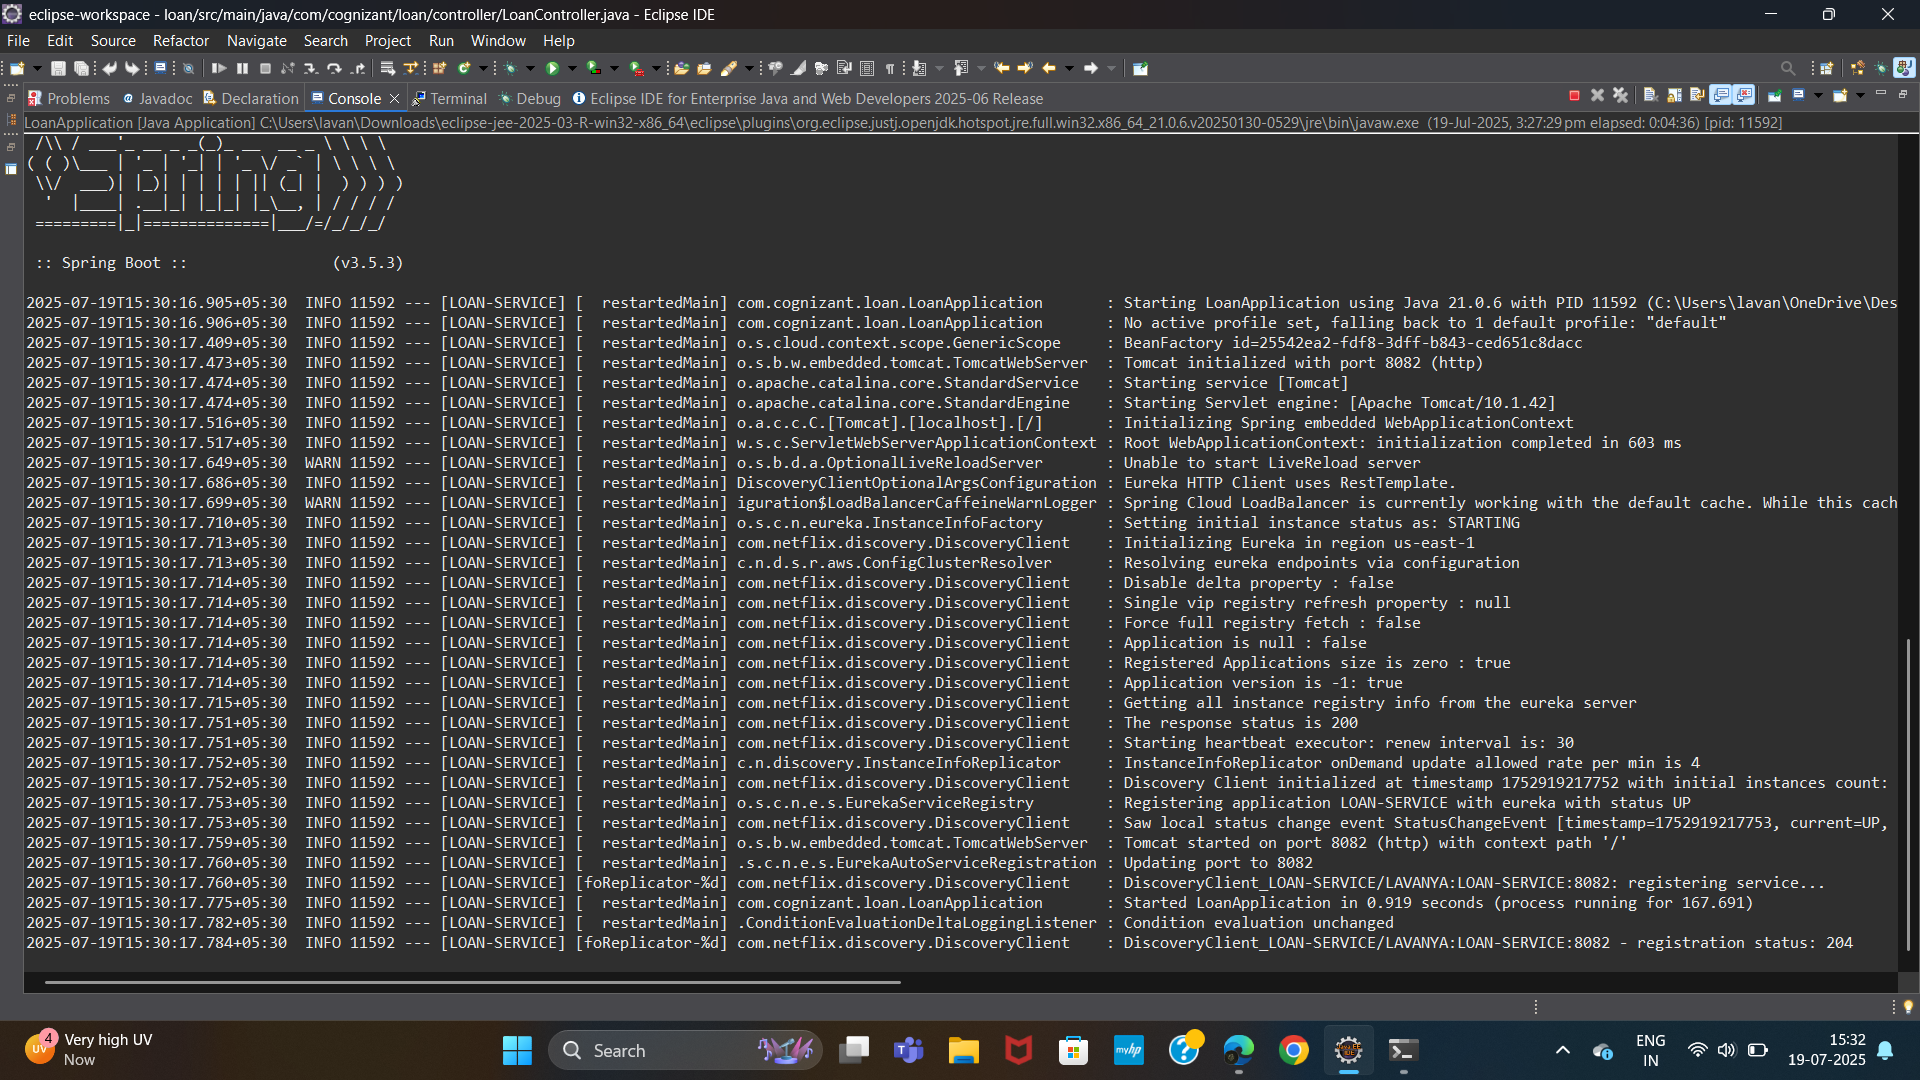 eclipse-workspace - loan/src/main/java/com/cognizant/loan/controller/LoanController.java - Eclipse IDE
File Edit Source Refactor Navigate Search Project Run Window Help
Problems Javadoc Declaration Console Terminal Debug Eclipse IDE for Enterprise Java and Web Developers 2025-06 Release
LoanApplication [Java Application] C:\Users\lavan\Downloads\eclipse-jee-2025-03-R-win32-x86_64\eclipse\plugins\org.eclipse.justj.openjdk.hotspot.jre.full.win32.x86_64_21.0.6.v20250130-0529\jre\bin\javaw.exe (19-Jul-2025, 3:27:29 pm elapsed: 0:04:36) [pid: 11592]
 /\\ / ___'_ __ _ _(_)_ __  __ _ \ \ \ \
( ( )\___ | '_ | '_| | '_ \/ _` | \ \ \ \
 \\/  ___)| |_)| | | | | || (_| |  ) ) ) )
  '  |____| .__|_| |_|_| |_\__, | / / / /
 =========|_|==============|___/=/_/_/_/
 :: Spring Boot ::                (v3.5.3)
2025-07-19T15:30:16.905+05:30  INFO 11592 --- [LOAN-SERVICE] [  restartedMain] com.cognizant.loan.LoanApplication       : Starting LoanApplication using Java 21.0.6 with PID 11592 (C:\Users\lavan\OneDrive\Des
2025-07-19T15:30:16.906+05:30  INFO 11592 --- [LOAN-SERVICE] [  restartedMain] com.cognizant.loan.LoanApplication       : No active profile set, falling back to 1 default profile: "default"
2025-07-19T15:30:17.409+05:30  INFO 11592 --- [LOAN-SERVICE] [  restartedMain] o.s.cloud.context.scope.GenericScope     : BeanFactory id=25542ea2-fdf8-3dff-b843-ced651c8dacc
2025-07-19T15:30:17.473+05:30  INFO 11592 --- [LOAN-SERVICE] [  restartedMain] o.s.b.w.embedded.tomcat.TomcatWebServer  : Tomcat initialized with port 8082 (http)
2025-07-19T15:30:17.474+05:30  INFO 11592 --- [LOAN-SERVICE] [  restartedMain] o.apache.catalina.core.StandardService   : Starting service [Tomcat]
2025-07-19T15:30:17.474+05:30  INFO 11592 --- [LOAN-SERVICE] [  restartedMain] o.apache.catalina.core.StandardEngine    : Starting Servlet engine: [Apache Tomcat/10.1.42]
2025-07-19T15:30:17.516+05:30  INFO 11592 --- [LOAN-SERVICE] [  restartedMain] o.a.c.c.C.[Tomcat].[localhost].[/]       : Initializing Spring embedded WebApplicationContext
2025-07-19T15:30:17.517+05:30  INFO 11592 --- [LOAN-SERVICE] [  restartedMain] w.s.c.ServletWebServerApplicationContext : Root WebApplicationContext: initialization completed in 603 ms
2025-07-19T15:30:17.649+05:30  WARN 11592 --- [LOAN-SERVICE] [  restartedMain] o.s.b.d.a.OptionalLiveReloadServer       : Unable to start LiveReload server
2025-07-19T15:30:17.686+05:30  INFO 11592 --- [LOAN-SERVICE] [  restartedMain] DiscoveryClientOptionalArgsConfiguration : Eureka HTTP Client uses RestTemplate.
2025-07-19T15:30:17.699+05:30  WARN 11592 --- [LOAN-SERVICE] [  restartedMain] iguration$LoadBalancerCaffeineWarnLogger : Spring Cloud LoadBalancer is currently working with the default cache. While this cach
2025-07-19T15:30:17.710+05:30  INFO 11592 --- [LOAN-SERVICE] [  restartedMain] o.s.c.n.eureka.InstanceInfoFactory       : Setting initial instance status as: STARTING
2025-07-19T15:30:17.713+05:30  INFO 11592 --- [LOAN-SERVICE] [  restartedMain] com.netflix.discovery.DiscoveryClient    : Initializing Eureka in region us-east-1
2025-07-19T15:30:17.713+05:30  INFO 11592 --- [LOAN-SERVICE] [  restartedMain] c.n.d.s.r.aws.ConfigClusterResolver      : Resolving eureka endpoints via configuration
2025-07-19T15:30:17.714+05:30  INFO 11592 --- [LOAN-SERVICE] [  restartedMain] com.netflix.discovery.DiscoveryClient    : Disable delta property : false
2025-07-19T15:30:17.714+05:30  INFO 11592 --- [LOAN-SERVICE] [  restartedMain] com.netflix.discovery.DiscoveryClient    : Single vip registry refresh property : null
2025-07-19T15:30:17.714+05:30  INFO 11592 --- [LOAN-SERVICE] [  restartedMain] com.netflix.discovery.DiscoveryClient    : Force full registry fetch : false
2025-07-19T15:30:17.714+05:30  INFO 11592 --- [LOAN-SERVICE] [  restartedMain] com.netflix.discovery.DiscoveryClient    : Application is null : false
2025-07-19T15:30:17.714+05:30  INFO 11592 --- [LOAN-SERVICE] [  restartedMain] com.netflix.discovery.DiscoveryClient    : Registered Applications size is zero : true
2025-07-19T15:30:17.714+05:30  INFO 11592 --- [LOAN-SERVICE] [  restartedMain] com.netflix.discovery.DiscoveryClient    : Application version is -1: true
2025-07-19T15:30:17.715+05:30  INFO 11592 --- [LOAN-SERVICE] [  restartedMain] com.netflix.discovery.DiscoveryClient    : Getting all instance registry info from the eureka server
2025-07-19T15:30:17.751+05:30  INFO 11592 --- [LOAN-SERVICE] [  restartedMain] com.netflix.discovery.DiscoveryClient    : The response status is 200
2025-07-19T15:30:17.751+05:30  INFO 11592 --- [LOAN-SERVICE] [  restartedMain] com.netflix.discovery.DiscoveryClient    : Starting heartbeat executor: renew interval is: 30
2025-07-19T15:30:17.752+05:30  INFO 11592 --- [LOAN-SERVICE] [  restartedMain] c.n.discovery.InstanceInfoReplicator     : InstanceInfoReplicator onDemand update allowed rate per min is 4
2025-07-19T15:30:17.752+05:30  INFO 11592 --- [LOAN-SERVICE] [  restartedMain] com.netflix.discovery.DiscoveryClient    : Discovery Client initialized at timestamp 1752919217752 with initial instances count:
2025-07-19T15:30:17.753+05:30  INFO 11592 --- [LOAN-SERVICE] [  restartedMain] o.s.c.n.e.s.EurekaServiceRegistry        : Registering application LOAN-SERVICE with eureka with status UP
2025-07-19T15:30:17.753+05:30  INFO 11592 --- [LOAN-SERVICE] [  restartedMain] com.netflix.discovery.DiscoveryClient    : Saw local status change event StatusChangeEvent [timestamp=1752919217753, current=UP,
2025-07-19T15:30:17.759+05:30  INFO 11592 --- [LOAN-SERVICE] [  restartedMain] o.s.b.w.embedded.tomcat.TomcatWebServer  : Tomcat started on port 8082 (http) with context path '/'
2025-07-19T15:30:17.760+05:30  INFO 11592 --- [LOAN-SERVICE] [  restartedMain] .s.c.n.e.s.EurekaAutoServiceRegistration : Updating port to 8082
2025-07-19T15:30:17.760+05:30  INFO 11592 --- [LOAN-SERVICE] [foReplicator-%d] com.netflix.discovery.DiscoveryClient    : DiscoveryClient_LOAN-SERVICE/LAVANYA:LOAN-SERVICE:8082: registering service...
2025-07-19T15:30:17.775+05:30  INFO 11592 --- [LOAN-SERVICE] [  restartedMain] com.cognizant.loan.LoanApplication       : Started LoanApplication in 0.919 seconds (process running for 167.691)
2025-07-19T15:30:17.782+05:30  INFO 11592 --- [LOAN-SERVICE] [  restartedMain] .ConditionEvaluationDeltaLoggingListener : Condition evaluation unchanged
2025-07-19T15:30:17.784+05:30  INFO 11592 --- [LOAN-SERVICE] [foReplicator-%d] com.netflix.discovery.DiscoveryClient    : DiscoveryClient_LOAN-SERVICE/LAVANYA:LOAN-SERVICE:8082 - registration status: 204
UV 4 Very high UV
Now
Search
myhp
ENG
IN
15:32
19-07-2025